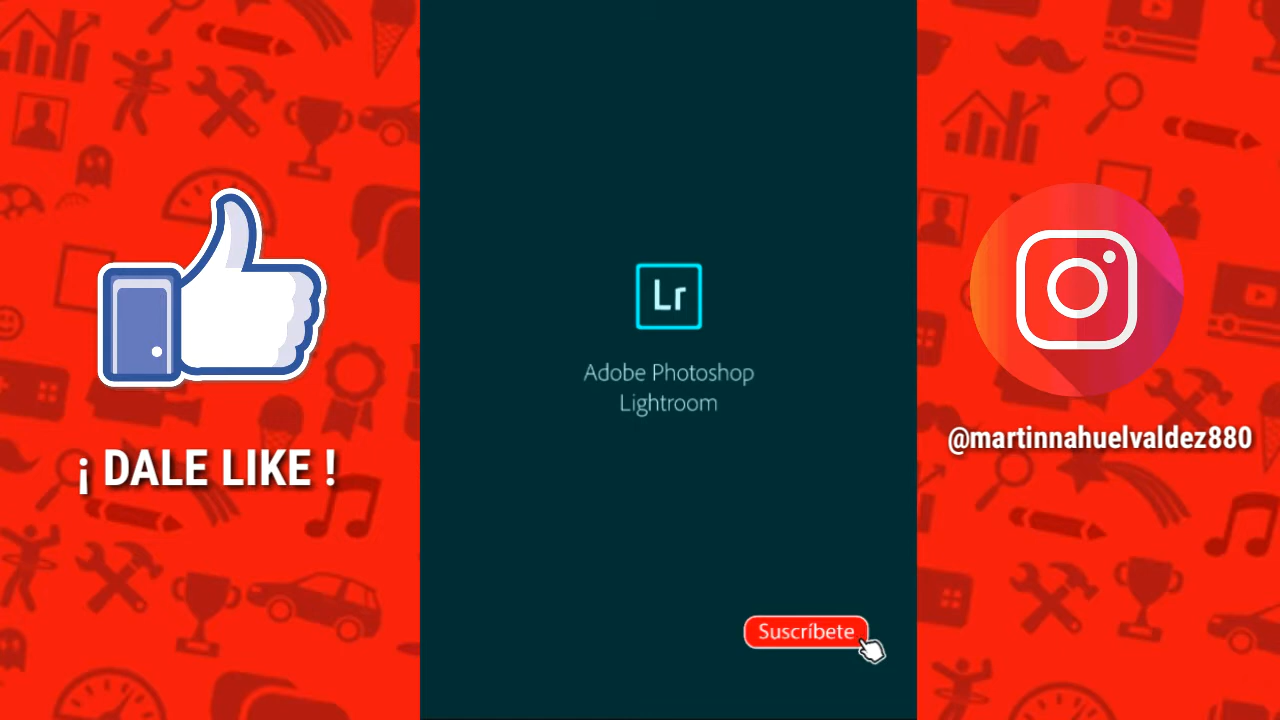 ¡ DALE LIKE !
Lr
Adobe Photoshop
Lightroom
Suscríbete
@martinnahuelvaldez880